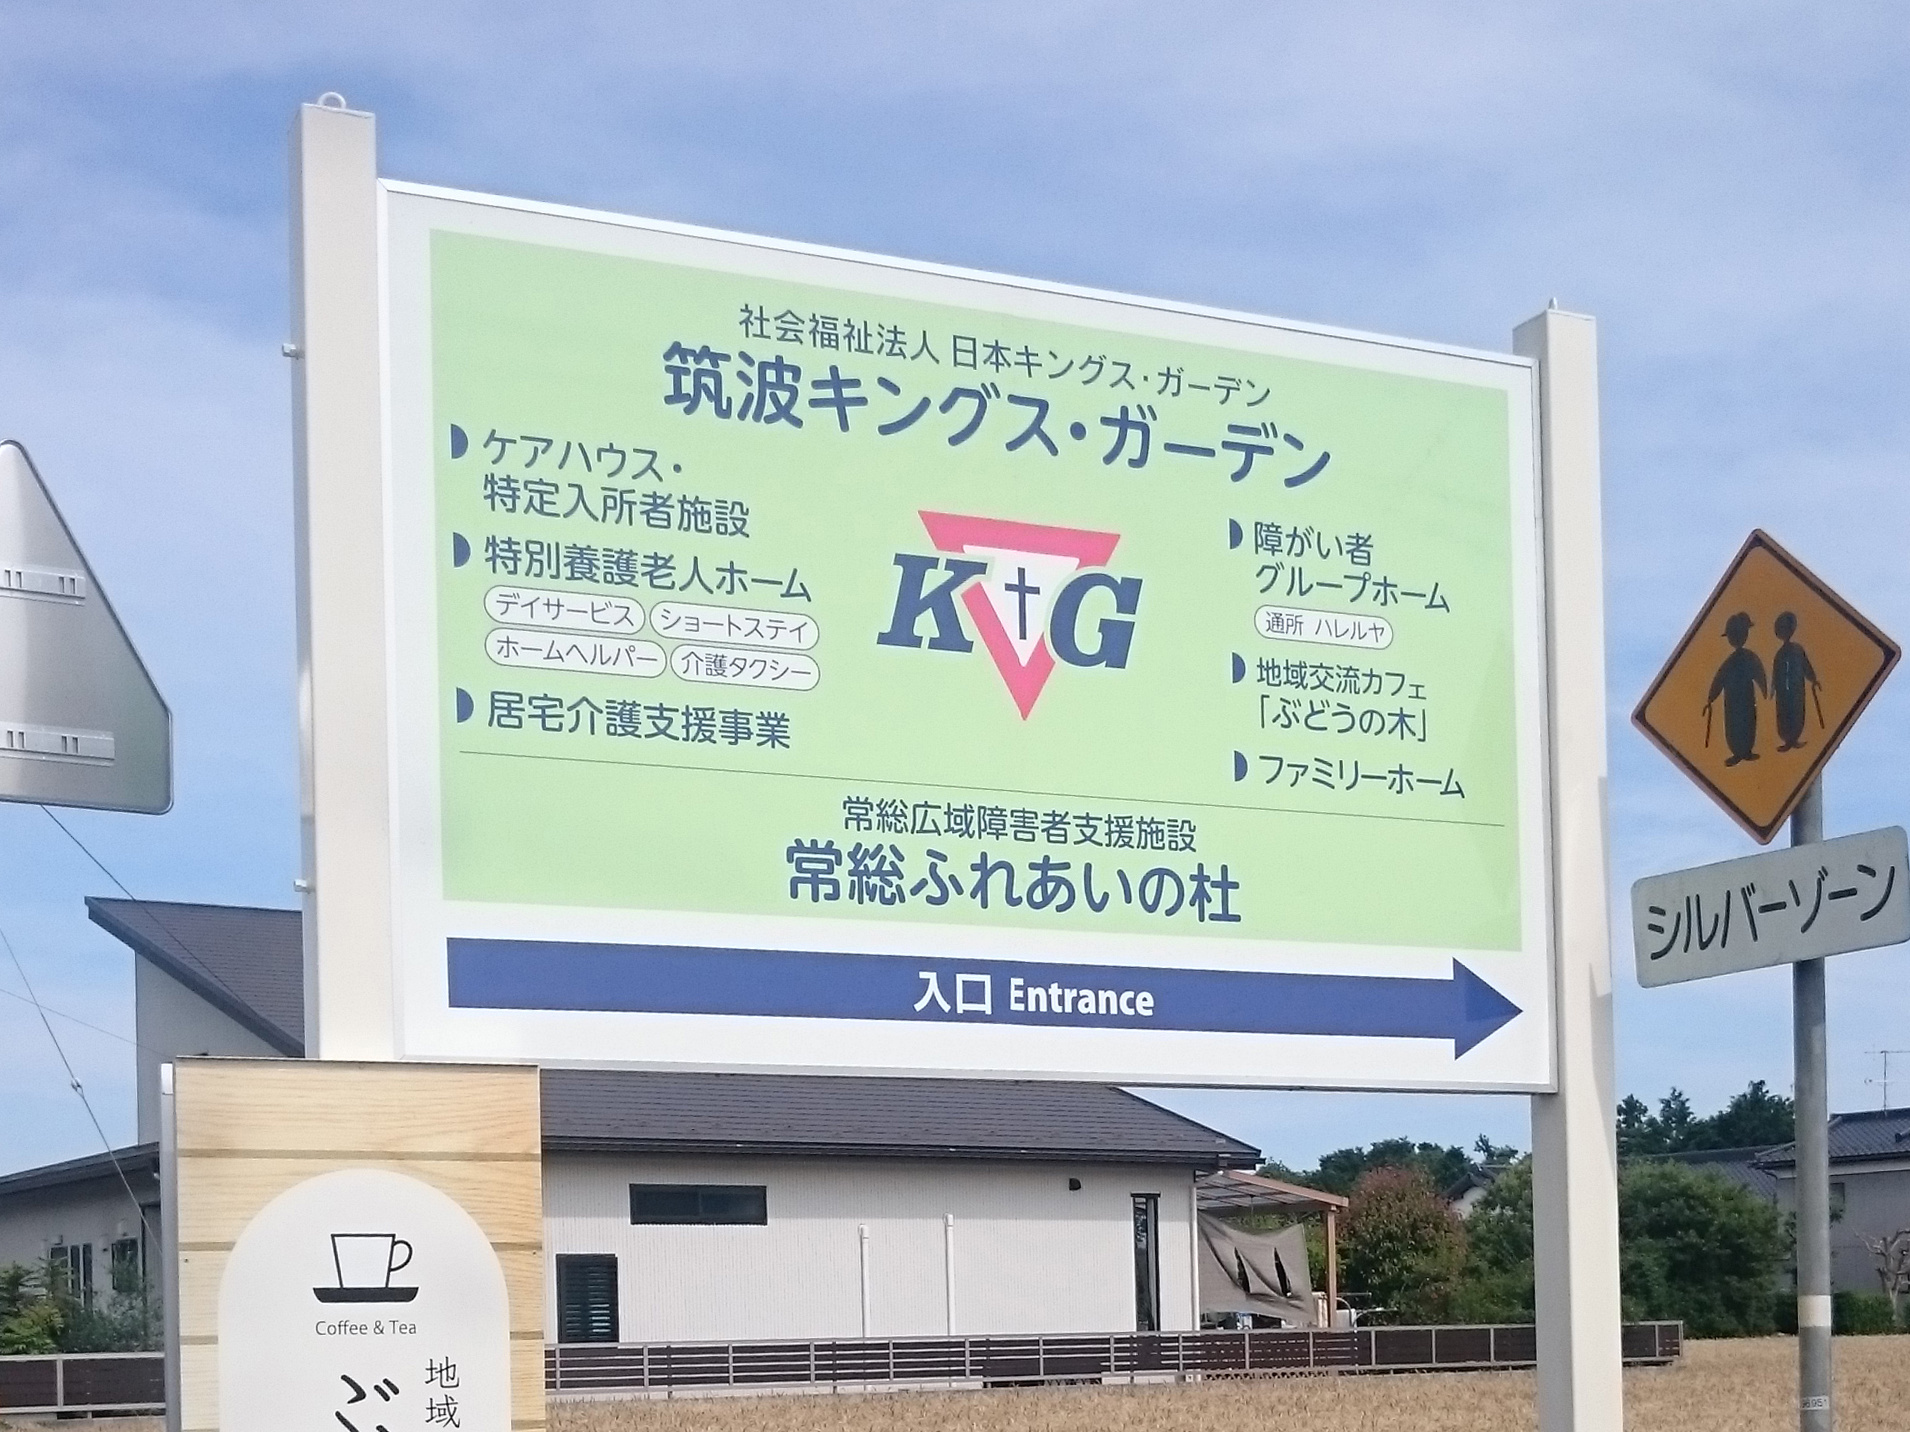 社会福祉法人 日本キングス・ガーデン
筑波キングス・ガーデン
ケアハウス・
特定入所者施設
特別養護老人ホーム
デイサービス ショートステイ
ホームヘルパー 介護タクシー
居宅介護支援事業
K G
障がい者
グループホーム
通所 ハレルヤ
地域交流カフェ
「ぶどうの木」
ファミリーホーム
常総広域障害者支援施設
常総ふれあいの杜
入口 Entrance
シルバーゾーン
Coffee & Tea
地域